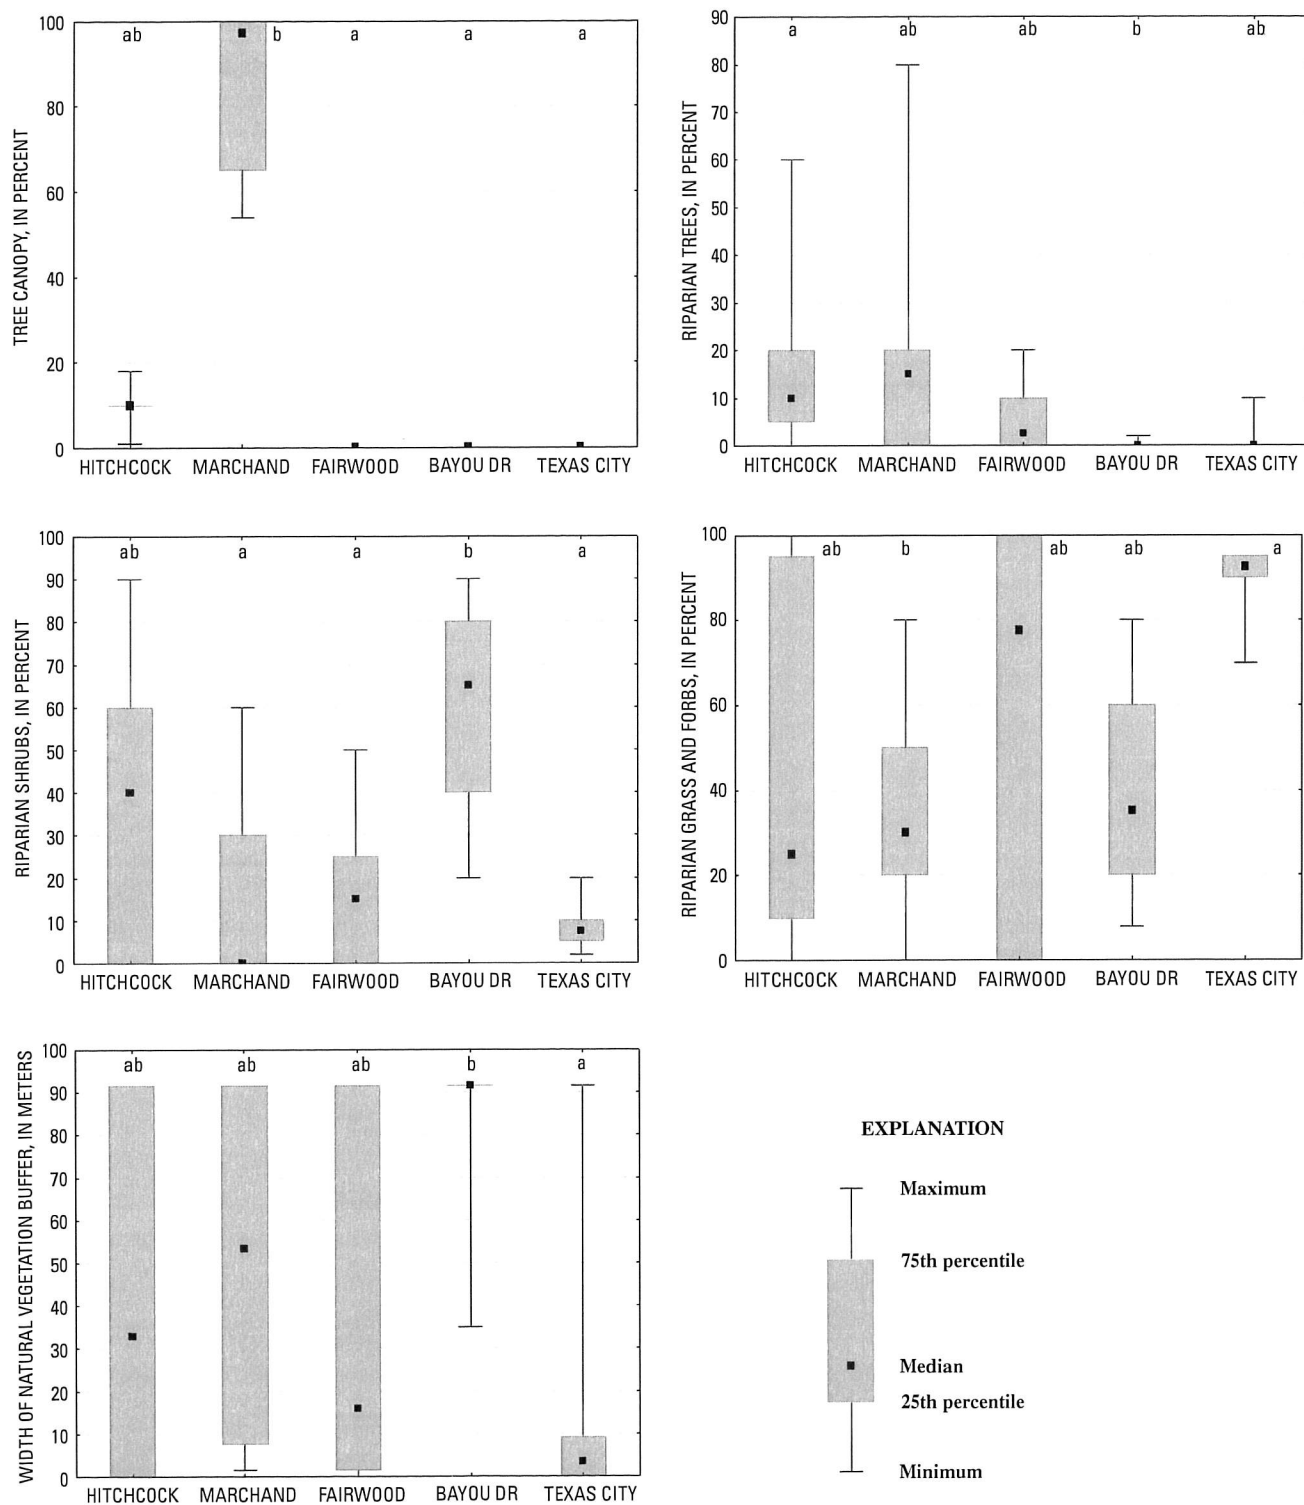 TREE CANOPY, IN PERCENT
100
80
60
40
20
0
ab b a a a
HITCHCOCK MARCHAND FAIRWOOD BAYOU DR TEXAS CITY
RIPARIAN TREES, IN PERCENT
90
80
70
60
50
40
30
20
10
0
a ab ab b ab
HITCHCOCK MARCHAND FAIRWOOD BAYOU DR TEXAS CITY
RIPARIAN SHRUBS, IN PERCENT
100
90
80
70
60
50
40
30
20
10
0
ab a a b a
HITCHCOCK MARCHAND FAIRWOOD BAYOU DR TEXAS CITY
RIPARIAN GRASS AND FORBS, IN PERCENT
100
80
60
40
20
0
ab b ab ab a
HITCHCOCK MARCHAND FAIRWOOD BAYOU DR TEXAS CITY
WIDTH OF NATURAL VEGETATION BUFFER, IN METERS
100
90
80
70
60
50
40
30
20
10
0
ab ab ab b a
HITCHCOCK MARCHAND FAIRWOOD BAYOU DR TEXAS CITY
EXPLANATION
Maximum
75th percentile
Median
25th percentile
Minimum